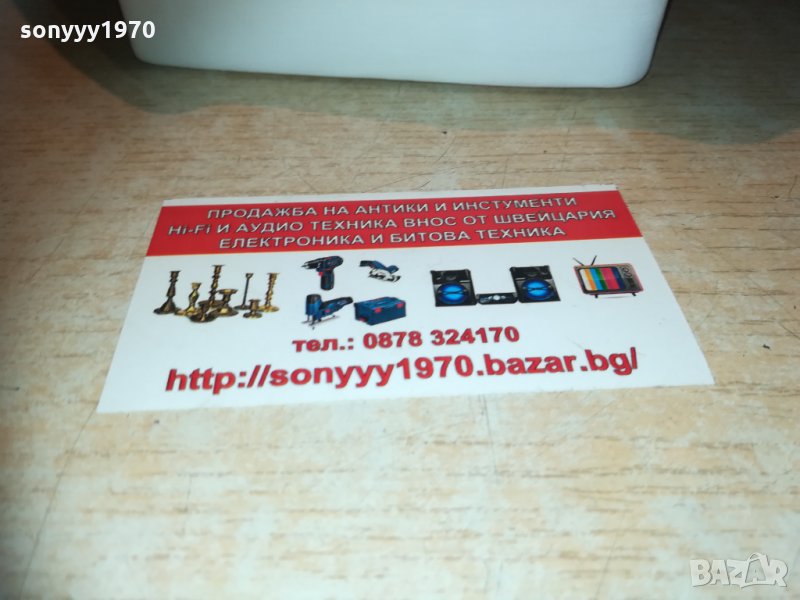 sonyyy1970
ПРОДАЖБА НА АНТИКИ И ИНСТУМЕНТИ
Hi-Fi И АУДИО ТЕХНИКА ВНОС ОТ ШВЕЙЦАРИЯ
ЕЛЕКТРОНИКА И БИТОВА ТЕХНИКА
тел.: 0878 324170
http://sonyyy1970.bazar.bg/
sonyyy1970
BAZAR